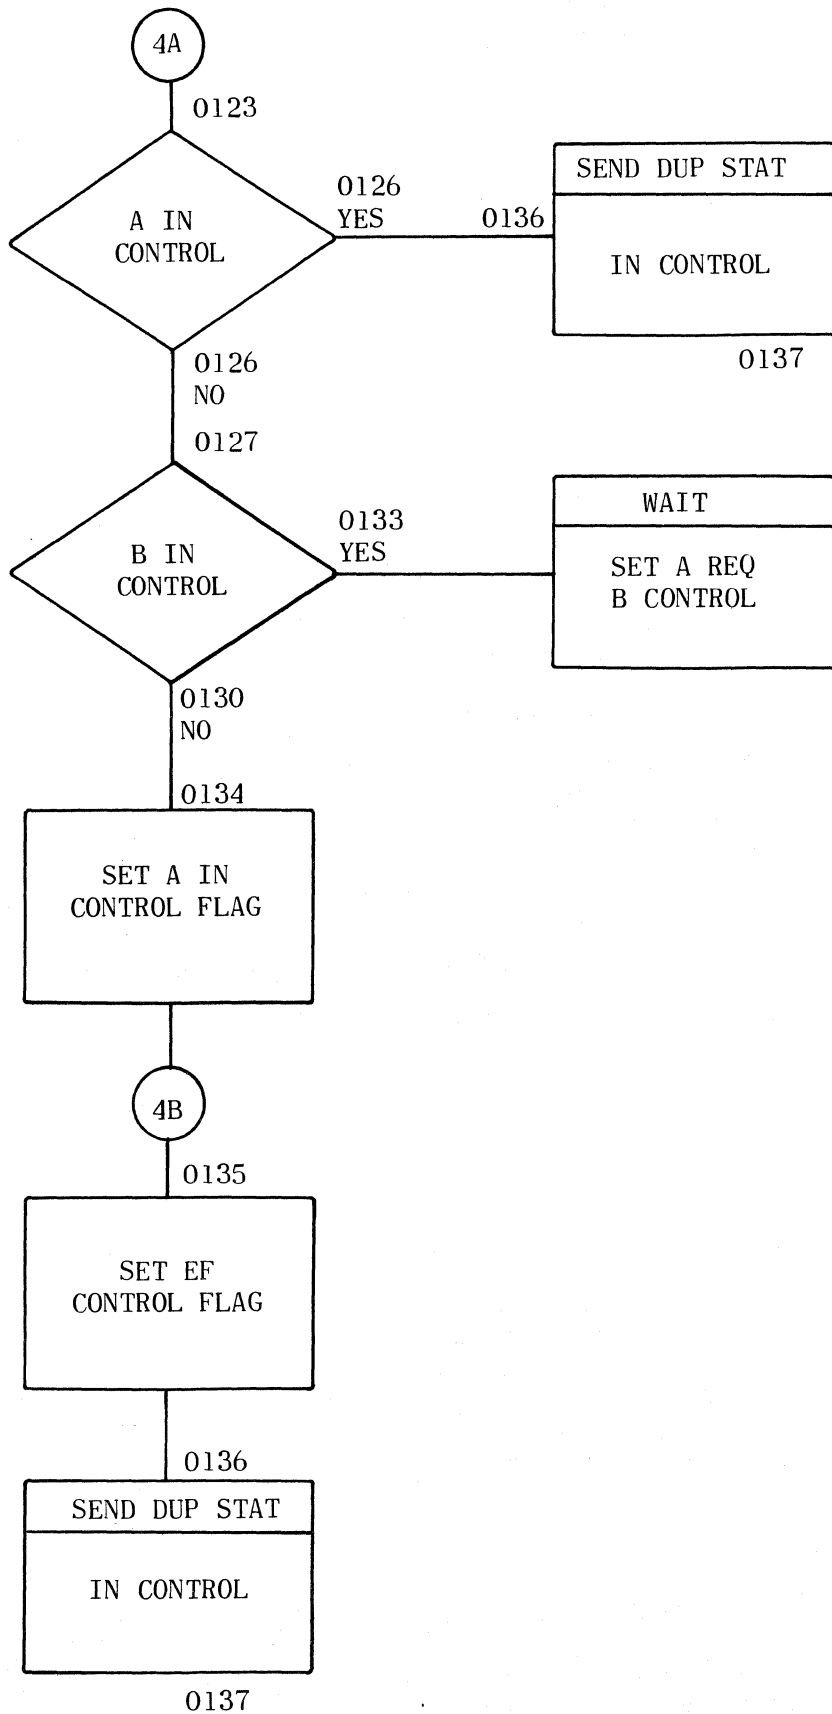 4A
0123
A IN
CONTROL
0126
YES
0136
SEND DUP STAT
IN CONTROL
0137
0126
NO
0127
B IN
CONTROL
0133
YES
WAIT
SET A REQ
B CONTROL
0130
NO
0134
SET A IN
CONTROL FLAG
4B
0135
SET EF
CONTROL FLAG
0136
SEND DUP STAT
IN CONTROL
0137